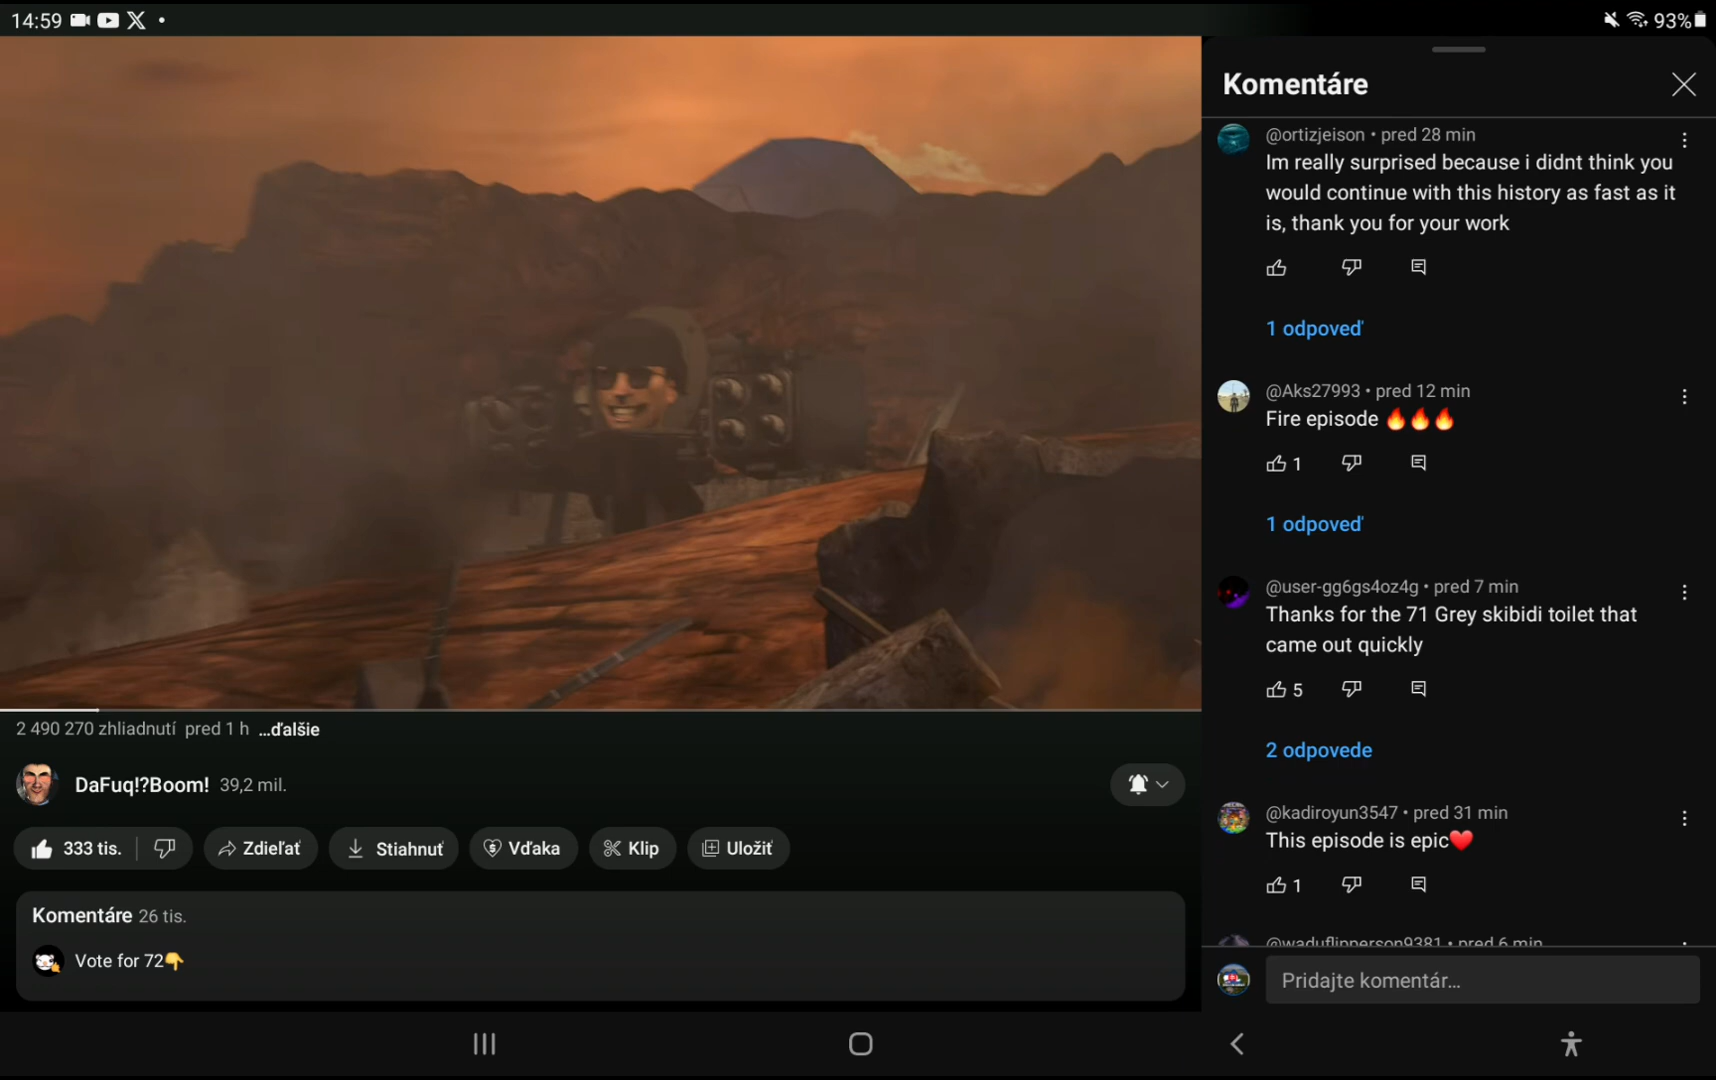 14:59
93%
2 490 270 zhliadnutí pred 1 h ...ďalšie
DaFuq!?Boom! 39,2 mil.
333 tis.
Zdieľať
Stiahnuť
Vďaka
Klip
Uložiť
Komentáre 26 tis.
Vote for 72👇
Komentáre
@ortizjeison • pred 28 min
Im really surprised because i didnt think you
would continue with this history as fast as it
is, thank you for your work
1 odpoveď
@Aks27993 • pred 12 min
Fire episode 🔥🔥🔥
1
1 odpoveď
@user-gg6gs4oz4g • pred 7 min
Thanks for the 71 Grey skibidi toilet that
came out quickly
5
2 odpovede
@kadiroyun3547 • pred 31 min
This episode is epic❤️
1
@waduflipperson9381 • pred 6 min
Pridajte komentár...